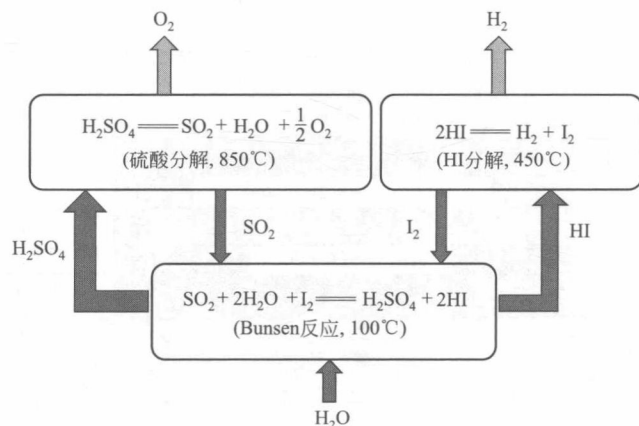 O₂
H₂
H₂SO₄══SO₂+ H₂O +½O₂
(硫酸分解, 850℃)
2HI══H₂ + I₂
(HI分解, 450℃)
H₂SO₄
SO₂
I₂
HI
SO₂+ 2H₂O +I₂══ H₂SO₄ + 2HI
(Bunsen反应, 100℃)
H₂O